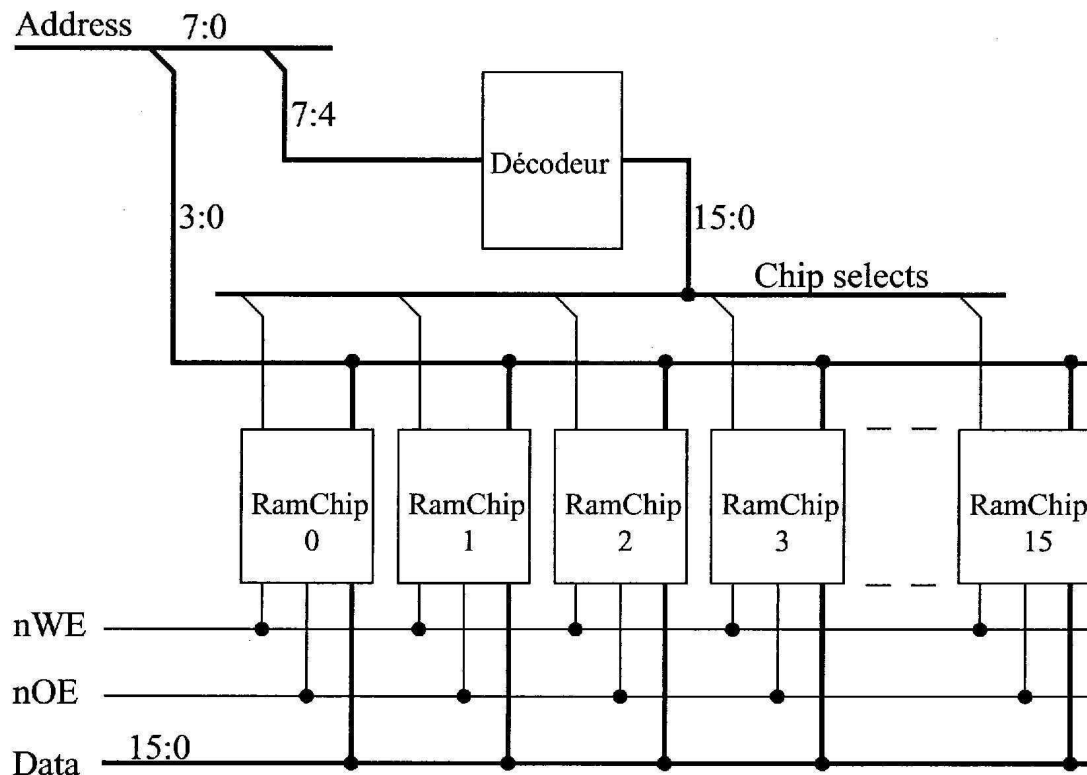 Address 7:0
7:4
Décodeur
3:0
15:0
Chip selects
RamChip
0
RamChip
1
RamChip
2
RamChip
3
RamChip
15
nWE
nOE
15:0
Data